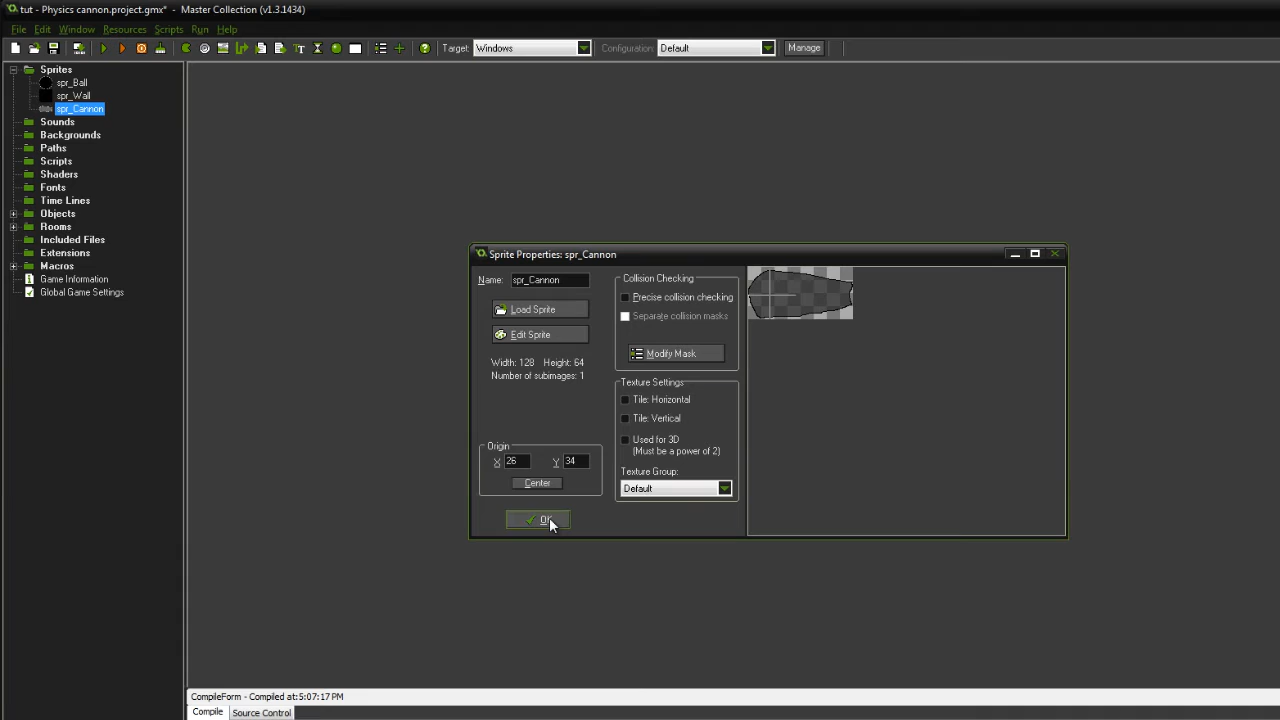 tut - Physics cannon.project.gmx* - Master Collection (v1.3.1434)
File Edit Window Resources Scripts Run Help
Target: Windows Configuration: Default Manage
Sprites
spr_Ball
spr_Wall
spr_Cannon
Sounds
Backgrounds
Paths
Scripts
Shaders
Fonts
Time Lines
Objects
Rooms
Included Files
Extensions
Macros
Game Information
Global Game Settings
Sprite Properties: spr_Cannon
Name: spr_Cannon
Load Sprite
Edit Sprite
Width: 128 Height: 64
Number of subimages: 1
Origin
X 26 Y 34
Center
OK
Collision Checking
Precise collision checking
Separate collision masks
Modify Mask
Texture Settings
Tile: Horizontal
Tile: Vertical
Used for 3D
(Must be a power of 2)
Texture Group:
Default
CompileForm - Compiled at:5:07:17 PM
Compile Source Control